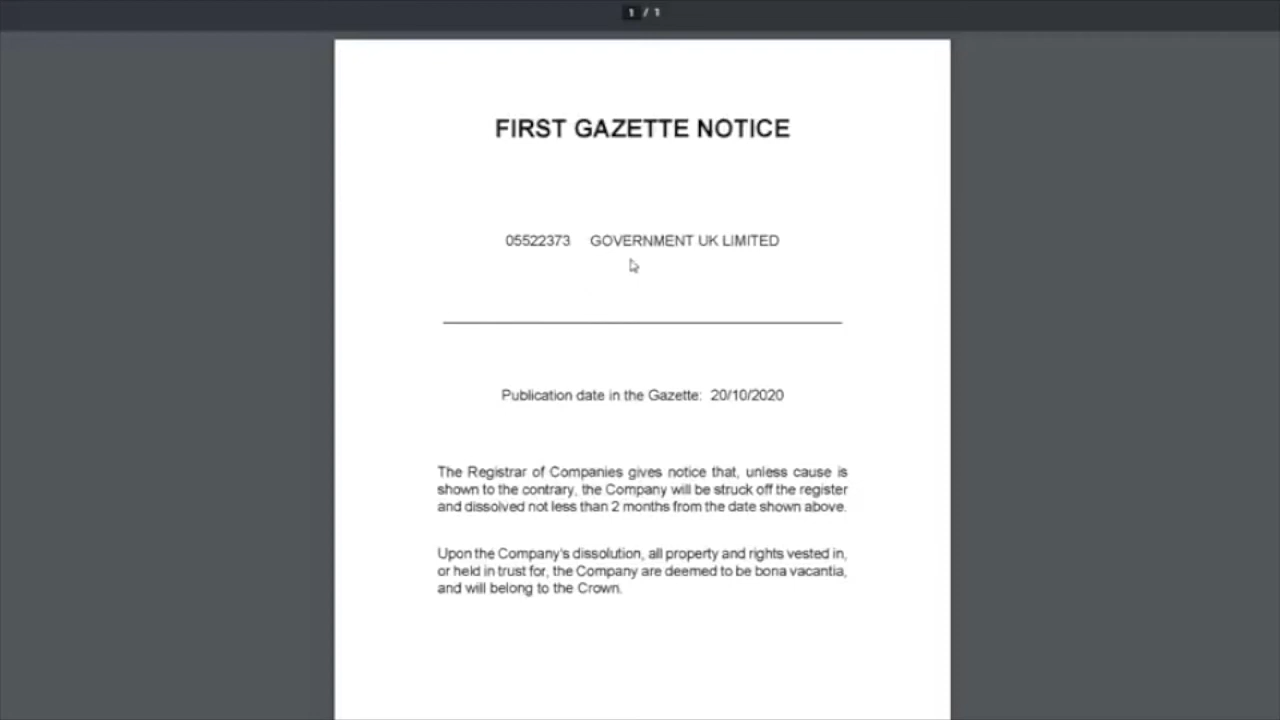 1 / 1
FIRST GAZETTE NOTICE
05522373 GOVERNMENT UK LIMITED
Publication date in the Gazette: 20/10/2020
The Registrar of Companies gives notice that, unless cause is
shown to the contrary, the Company will be struck off the register
and dissolved not less than 2 months from the date shown above.
Upon the Company's dissolution, all property and rights vested in,
or held in trust for, the Company are deemed to be bona vacantia,
and will belong to the Crown.